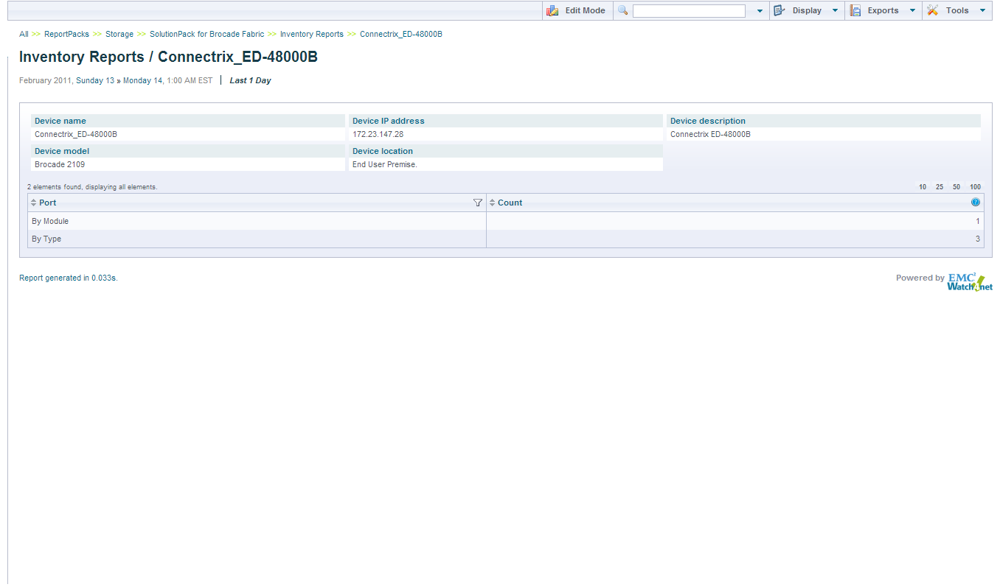 Edit Mode Display Exports Tools
All >> ReportPacks >> Storage >> SolutionPack for Brocade Fabric >> Inventory Reports >> Connectrix_ED-48000B
Inventory Reports / Connectrix_ED-48000B
February 2011, Sunday 13 » Monday 14, 1:00 AM EST | Last 1 Day
Device name Device IP address Device description
Connectrix_ED-48000B 172.23.147.28 Connectrix ED-48000B
Device model Device location
Brocade 2109 End User Premise.
2 elements found, displaying all elements. 10 25 50 100
Port Count ?
By Module 1
By Type 3
Report generated in 0.033s. Powered by EMC²
Watch4net